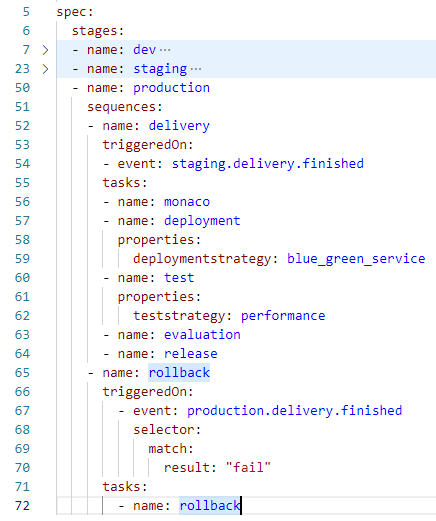 5 spec:
6 stages:
7 - name: dev ...
23 - name: staging ...
50 - name: production
51 sequences:
52 - name: delivery
53 triggeredOn:
54 - event: staging.delivery.finished
55 tasks:
56 - name: monaco
57 - name: deployment
58 properties:
59 deploymentstrategy: blue_green_service
60 - name: test
61 properties:
62 teststrategy: performance
63 - name: evaluation
64 - name: release
65 - name: rollback
66 triggeredOn:
67 - event: production.delivery.finished
68 selector:
69 match:
70 result: "fail"
71 tasks:
72 - name: rollback